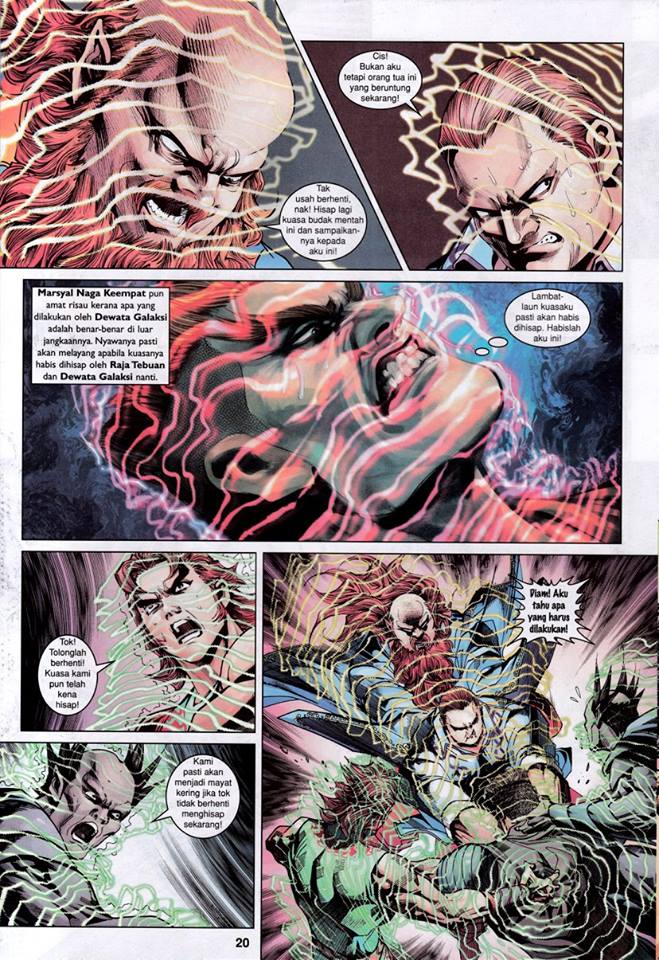 Tak
usah berhenti,
nak! Hisap lagi
kuasa budak mentah
ini dan sampaikan-
nya kepada
aku ini!
Cis!
Bukan aku
tetapi orang tua ini
yang beruntung
sekarang!
Marsyal Naga Keempat pun
amat risau kerana apa yang
dilakukan oleh Dewata Galaksi
adalah benar-benar di luar
jangkaannya. Nyawanya pasti
akan melayang apabila kuasanya
habis dihisap oleh Raja Tebuan
dan Dewata Galaksi nanti.
Lambat-
laun kuasaku
pasti akan habis
dihisap. Habislah
aku ini!
Tok!
Tolonglah
berhenti!
Kuasa kami
pun telah
kena
hisap!
Kami
pasti akan
menjadi mayat
kering jika tok
tidak berhenti
menghisap
sekarang!
Diam! Aku
tahu apa
yang harus
dilakukan!
20